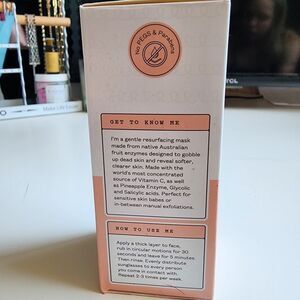 No PEGS & Parabens
GET TO KNOW ME
I'm a gentle resurfacing mask
made from native Australian
fruit enzymes designed to gobble
up dead skin and reveal softer,
clearer skin. Made with the
world's most concentrated
source of Vitamin C, as well
as Pineapple Enzyme, Glycolic
and Salicylic acids. Perfect for
sensitive skin babes or
in-between manual exfoliations.
HOW TO USE ME
Apply a thick layer to face,
rub in circular motions for 30
seconds and leave for 5 minutes.
Then rinse. Evenly distribute
sunglasses to every person
you come in contact with.
Repeat 2-3 times per week.
Make Life